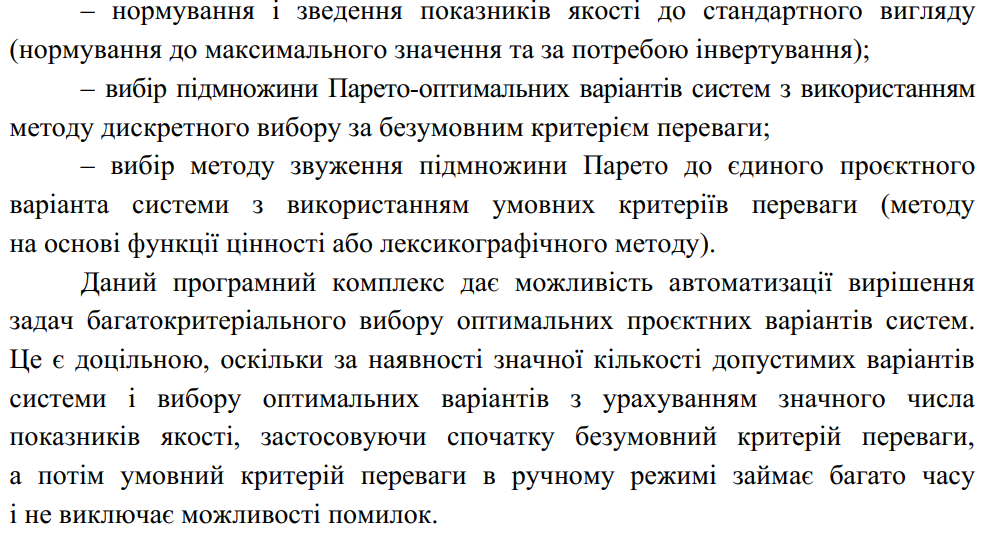 – нормування і зведення показників якості до стандартного вигляду
(нормування до максимального значення та за потребою інвертування);
– вибір підмножини Парето-оптимальних варіантів систем з використанням
методу дискретного вибору за безумовним критерієм переваги;
– вибір методу звуження підмножини Парето до єдиного проєктного
варіанта системи з використанням умовних критеріїв переваги (методу
на основі функції цінності або лексикографічного методу).
Даний програмний комплекс дає можливість автоматизації вирішення
задач багатокритеріального вибору оптимальних проєктних варіантів систем.
Це є доцільною, оскільки за наявності значної кількості допустимих варіантів
системи і вибору оптимальних варіантів з урахуванням значного числа
показників якості, застосовуючи спочатку безумовний критерій переваги,
а потім умовний критерій переваги в ручному режимі займає багато часу
і не виключає можливості помилок.